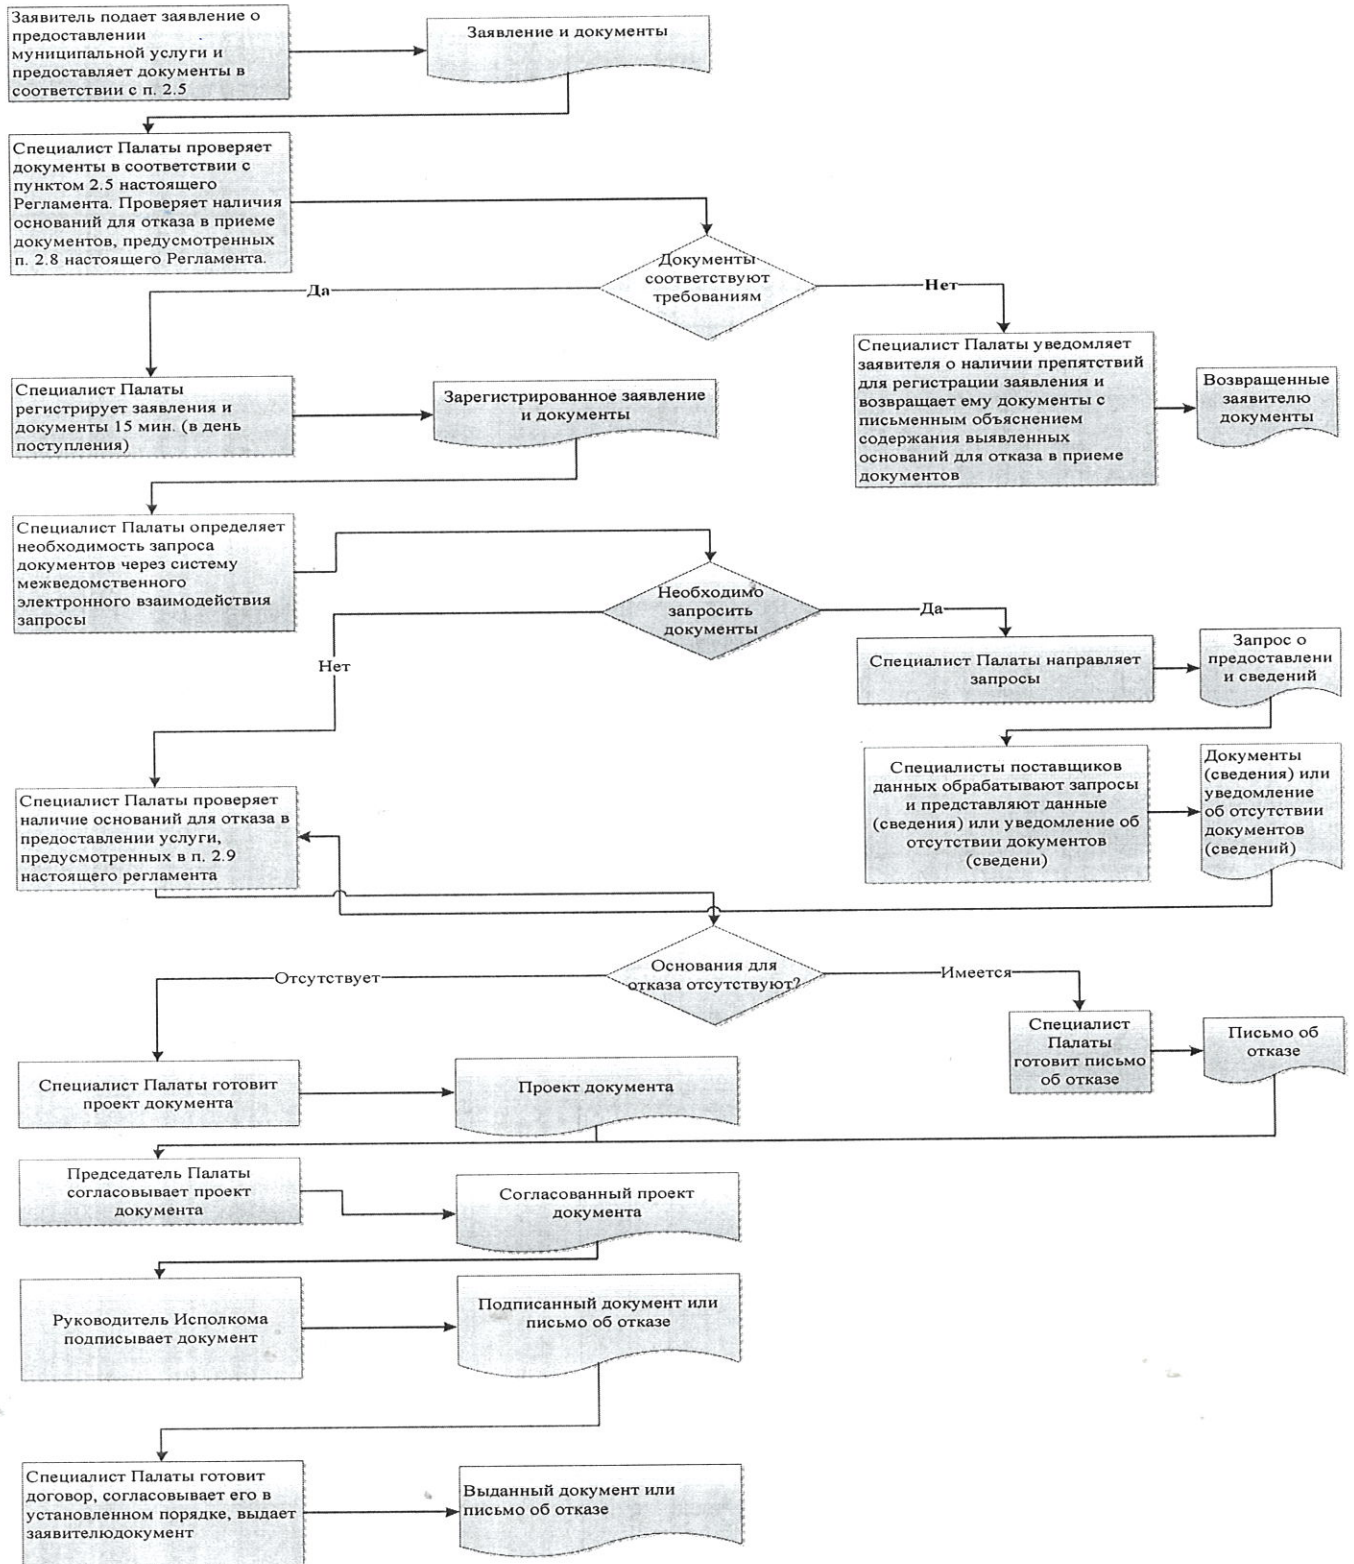 Заявитель подает заявление о
предоставлении
муниципальной услуги и
предоставляет документы в
соответствии с п. 2.5
Заявление и документы
Специалист Палаты проверяет
документы в соответствии с
пунктом 2.5 настоящего
Регламента. Проверяет наличия
оснований для отказа в приеме
документов, предусмотренных
п. 2.8 настоящего Регламента.
Документы
соответствуют
требованиям
Да
Нет
Специалист Палаты
регистрирует заявления и
документы 15 мин. (в день
поступления)
Зарегистрированное заявление
и документы
Специалист Палаты уведомляет
заявителя о наличии препятствий
для регистрации заявления и
возвращает ему документы с
письменным объяснением
содержания выявленных
оснований для отказа в приеме
документов
Возвращенные
заявителю
документы
Специалист Палаты определяет
необходимость запроса
документов через систему
межведомственного
электронного взаимодействия
запросы
Необходимо
запросить
документы
Да
Нет
Специалист Палаты направляет
запросы
Запрос о
предоставлени
и сведений
Специалисты поставщиков
данных обрабатывают запросы
и представляют данные
(сведения) или уведомление об
отсутствии документов
(сведени)
Документы
(сведения) или
уведомление
об отсутствии
документов
(сведений)
Специалист Палаты проверяет
наличие оснований для отказа в
предоставлении услуги,
предусмотренных в п. 2.9
настоящего регламента
Основания для
отказа отсутствуют?
Отсутствует
Имеется
Специалист
Палаты
готовит письмо
об отказе
Письмо об
отказе
Специалист Палаты готовит
проект документа
Проект документа
Председатель Палаты
согласовывает проект
документа
Согласованный проект
документа
Руководитель Исполкома
подписывает документ
Подписанный документ или
письмо об отказе
Специалист Палаты готовит
договор, согласовывает его в
установленном порядке, выдает
заявителюдокумент
Выданный документ или
письмо об отказе